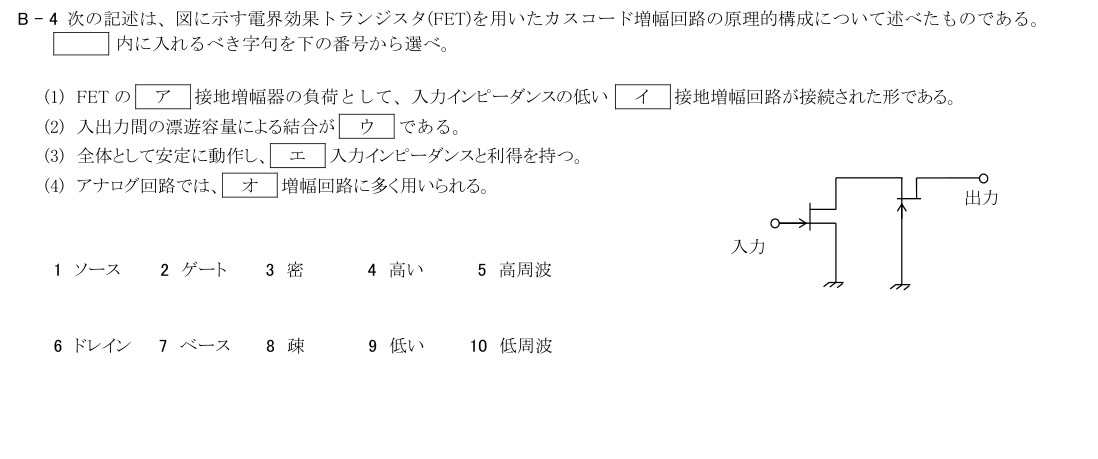 B－4 次の記述は、図に示す電界効果トランジスタ(FET)を用いたカスコード増幅回路の原理的構成について述べたものである。
内に入れるべき字句を下の番号から選べ。
(1) FET の ア 接地増幅器の負荷として、入力インピーダンスの低い イ 接地増幅回路が接続された形である。
(2) 入出力間の漂遊容量による結合が ウ である。
(3) 全体として安定に動作し、 エ 入力インピーダンスと利得を持つ。
(4) アナログ回路では、 オ 増幅回路に多く用いられる。
入力
出力
1 ソース 2 ゲート 3 密 4 高い 5 高周波
6 ドレイン 7 ベース 8 疎 9 低い 10 低周波